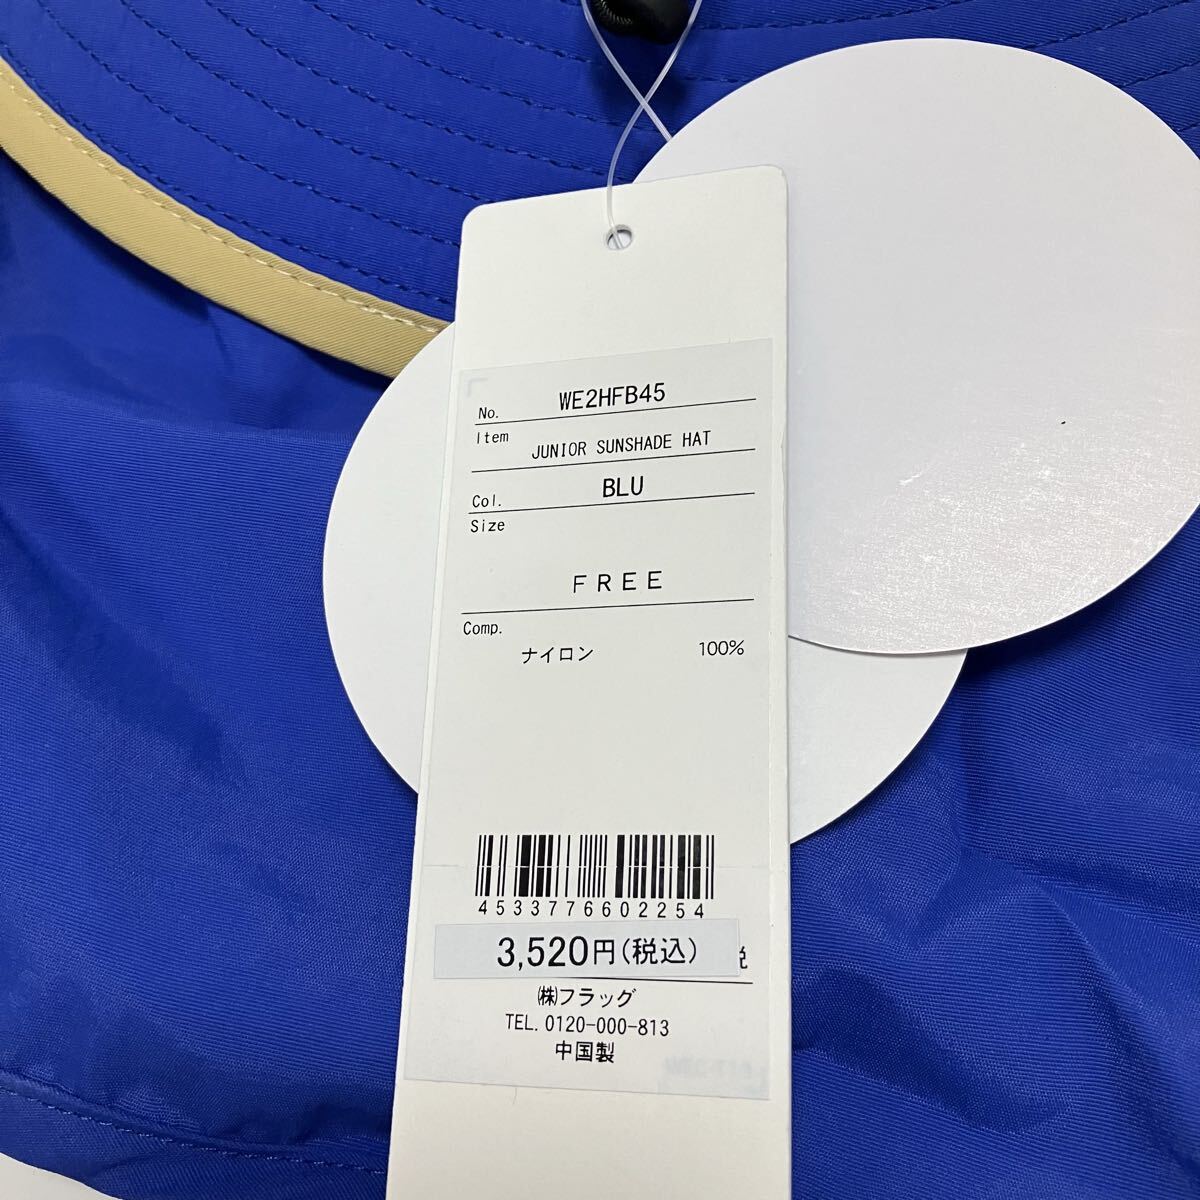 No. WE2HFB45
Item
JUNIOR SUNSHADE HAT
Col. BLU
Size
FREE
Comp.
ナイロン 100%
4533776602254
3,520円(税込) 税
㈱フラッグ
TEL. 0120-000-813
中国製